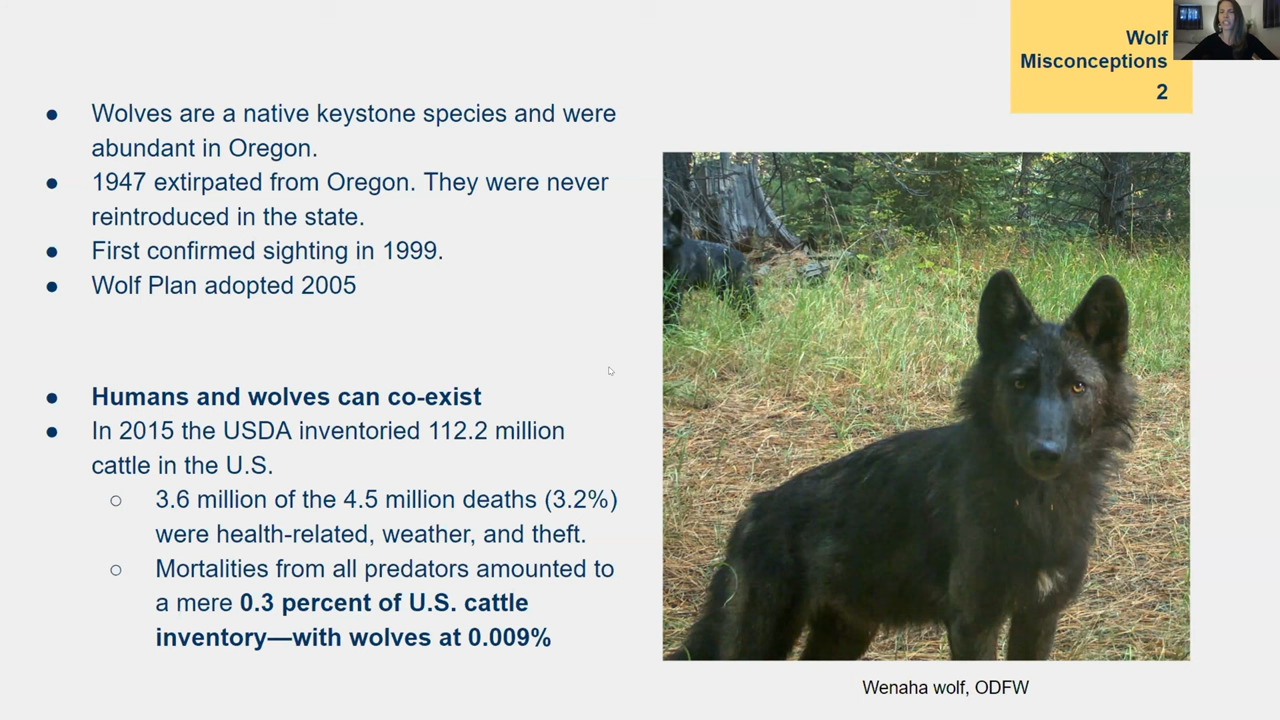 Wolf
Misconceptions
2
● Wolves are a native keystone species and were
abundant in Oregon.
● 1947 extirpated from Oregon. They were never
reintroduced in the state.
● First confirmed sighting in 1999.
● Wolf Plan adopted 2005
● Humans and wolves can co-exist
● In 2015 the USDA inventoried 112.2 million
cattle in the U.S.
○ 3.6 million of the 4.5 million deaths (3.2%)
were health-related, weather, and theft.
○ Mortalities from all predators amounted to
a mere 0.3 percent of U.S. cattle
inventory—with wolves at 0.009%
Wenaha wolf, ODFW